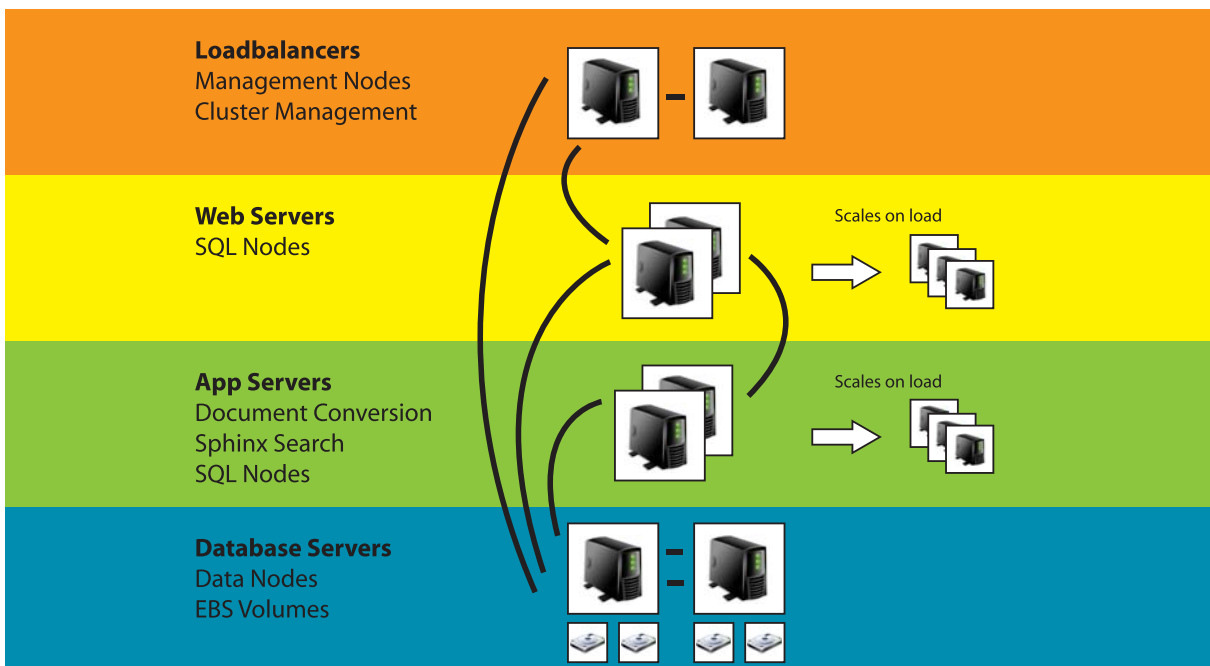 Loadbalancers
Management Nodes
Cluster Management
Web Servers
SQL Nodes
Scales on load
App Servers
Document Conversion
Sphinx Search
SQL Nodes
Scales on load
Database Servers
Data Nodes
EBS Volumes